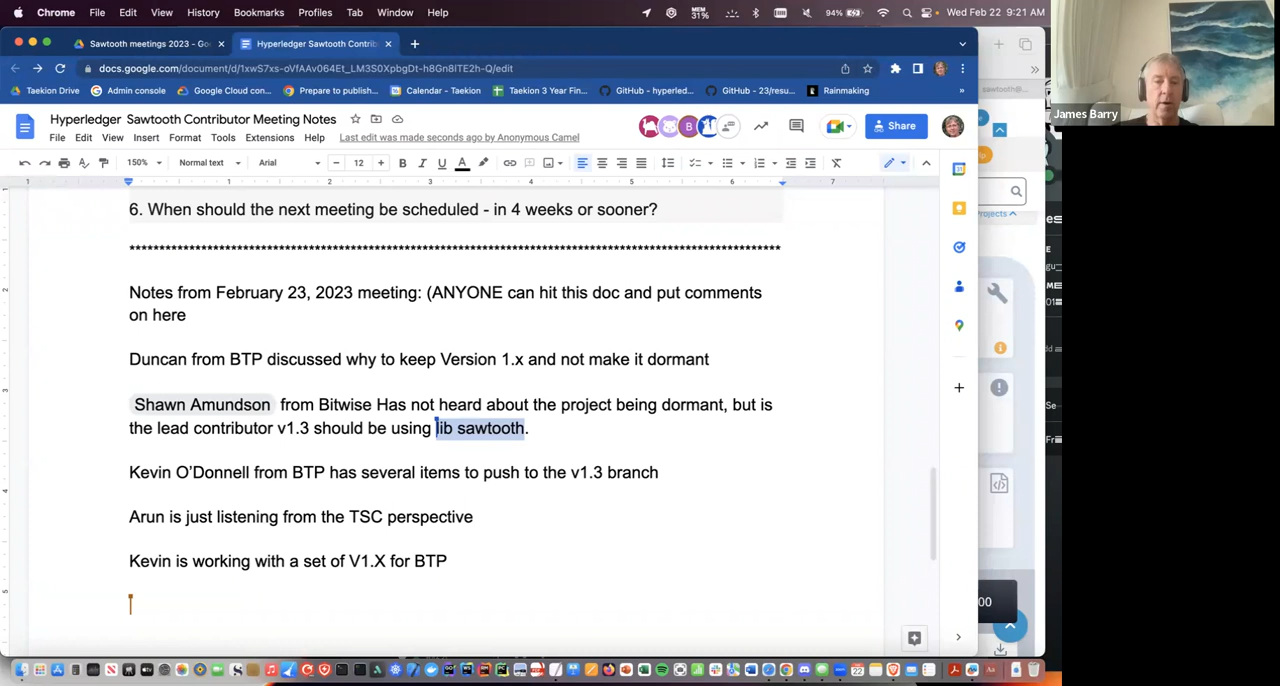 Chrome File Edit View History Bookmarks Profiles Tab Window Help MEM 31% 94% Wed Feb 22 9:21 AM
Sawtooth meetings 2023 - Go Hyperledger Sawtooth Contrib
docs.google.com/document/d/1xwS7xs-oVfAAv064Et_LM3S0XpbgDt-h8Gn8ITE2h-Q/edit
Taekion Drive Admin console Google Cloud con... Prepare to publish... Calendar - Taekion Taekion 3 Year Fin... GitHub - hyperled... GitHub - 23/resu... Rainmaking »
James Barry
Hyperledger Sawtooth Contributor Meeting Notes
File Edit View Insert Format Tools Extensions Help Last edit was made seconds ago by Anonymous Camel
Share
150% Normal text Arial 12 B I U A
6. When should the next meeting be scheduled - in 4 weeks or sooner?
Notes from February 23, 2023 meeting: (ANYONE can hit this doc and put comments
on here
Duncan from BTP discussed why to keep Version 1.x and not make it dormant
Shawn Amundson from Bitwise Has not heard about the project being dormant, but is
the lead contributor v1.3 should be using lib sawtooth.
Kevin O'Donnell from BTP has several items to push to the v1.3 branch
Arun is just listening from the TSC perspective
Kevin is working with a set of V1.X for BTP